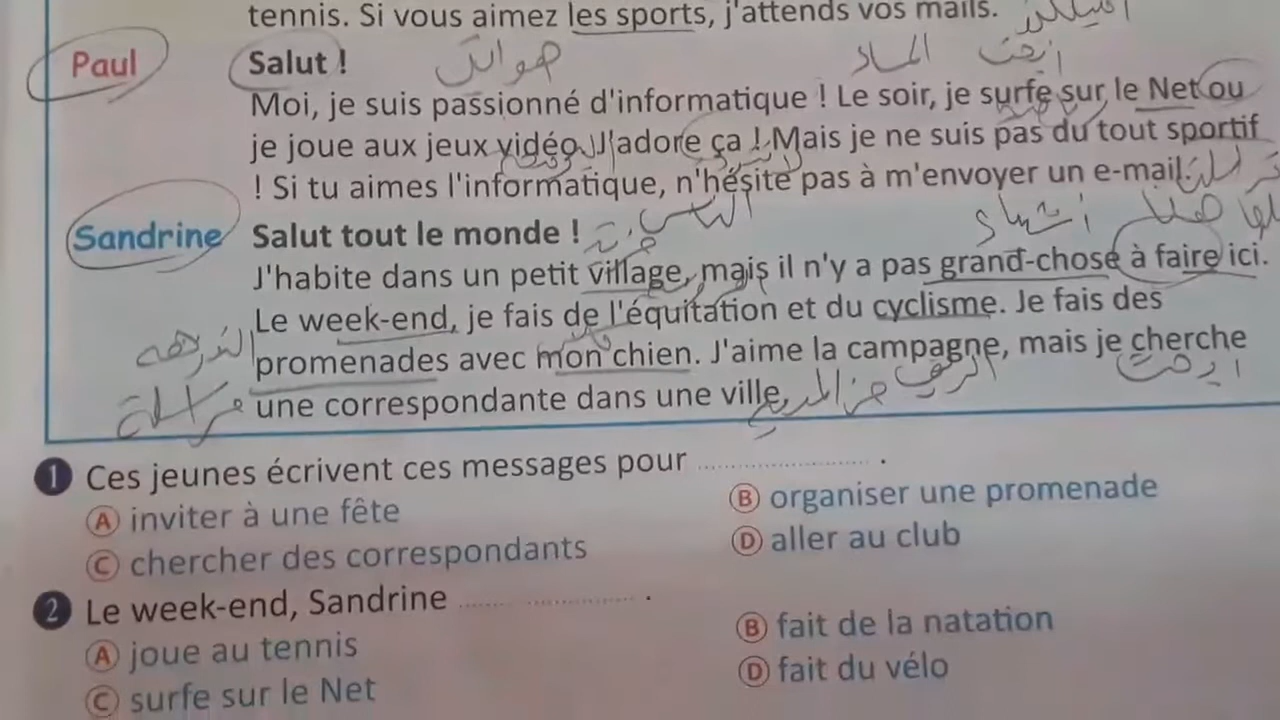 tennis. Si vous aimez les sports, j'attends vos mails.
Paul Salut !
Moi, je suis passionné d'informatique ! Le soir, je surfe sur le Net ou
je joue aux jeux vidéo. J'adore ça ! Mais je ne suis pas du tout sportif
! Si tu aimes l'informatique, n'hésite pas à m'envoyer un e-mail.
Sandrine Salut tout le monde !
J'habite dans un petit village, mais il n'y a pas grand-chose à faire ici.
Le week-end, je fais de l'équitation et du cyclisme. Je fais des
promenades avec mon chien. J'aime la campagne, mais je cherche
une correspondante dans une ville.
1 Ces jeunes écrivent ces messages pour .................... .
A inviter à une fête
B organiser une promenade
C chercher des correspondants
D aller au club
2 Le week-end, Sandrine .................... .
A joue au tennis
B fait de la natation
C surfe sur le Net
D fait du vélo